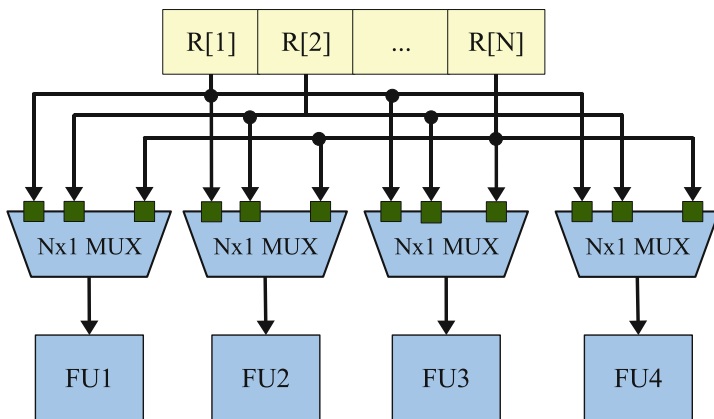 R[1] R[2] ... R[N]
Nx1 MUX Nx1 MUX Nx1 MUX Nx1 MUX
FU1 FU2 FU3 FU4